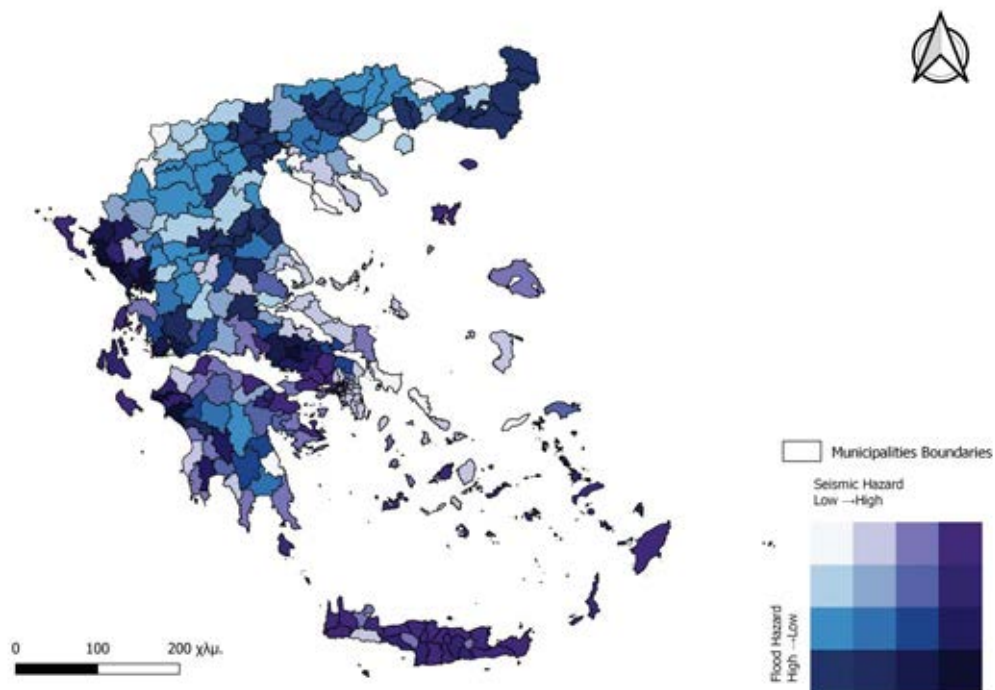 Municipalities Boundaries
Seismic Hazard
Low →High
Flood Hazard
High →Low
0 100 200 χλμ.